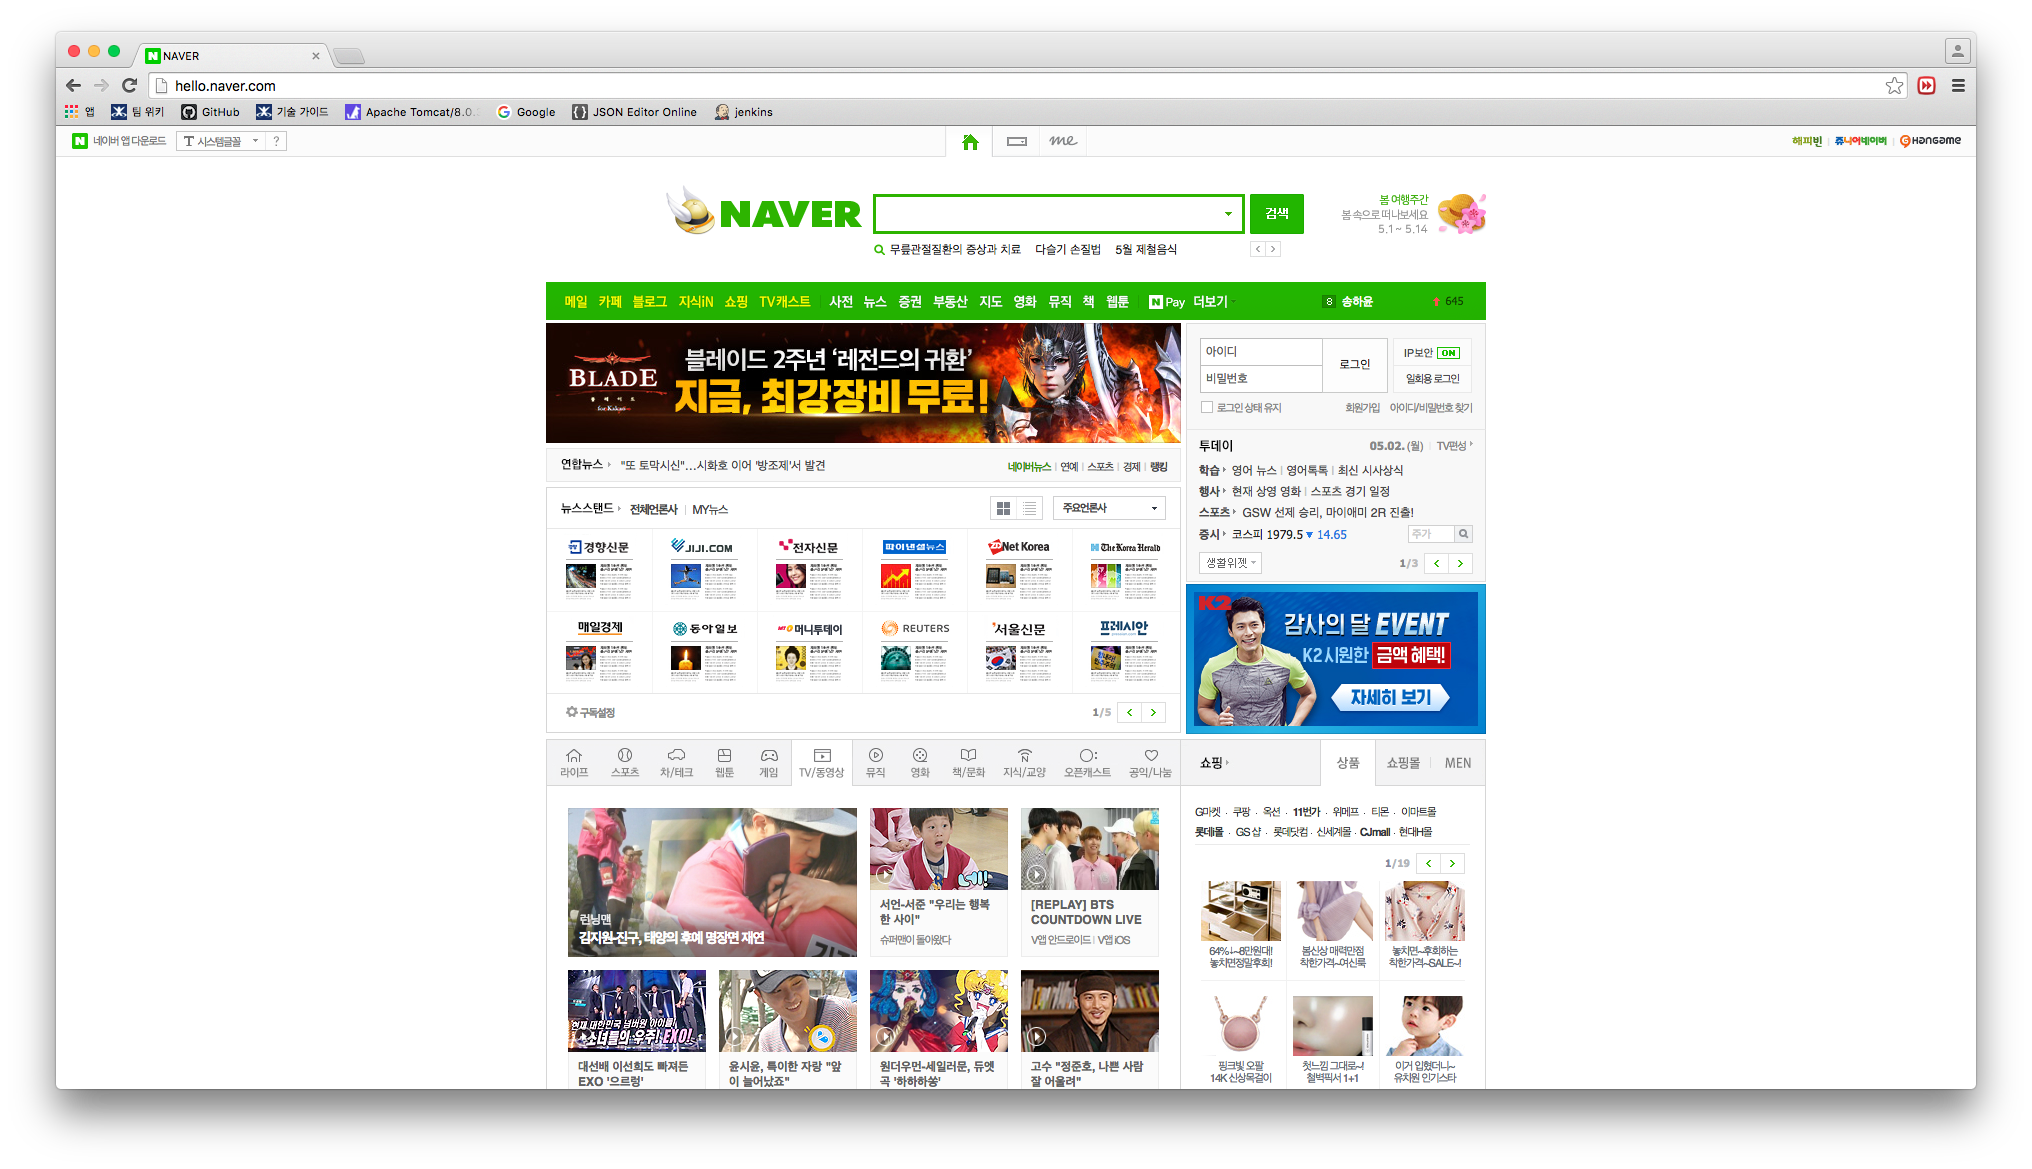 NAVER
hello.naver.com
앱 팀 위키 GitHub 기술 가이드 Apache Tomcat/8.0. Google JSON Editor Online jenkins
네이버 앱 다운로드 시스템글꼴 ?
me
해피빈 쥬니어네이버 HANGAME
NAVER
검색
봄 여행주간
봄 속으로 떠나보세요
5.1~ 5.14
무릎관절질환의 증상과 치료 다슬기 손질법 5월 제철음식
메일 카페 블로그 지식iN 쇼핑 TV캐스트 사전 뉴스 증권 부동산 지도 영화 뮤직 책 웹툰 N Pay 더보기
8 송하윤 645
BLADE
블레이드
for Kakao
블레이드 2주년 '레전드의 귀환'
지금, 최강장비 무료!
아이디
비밀번호
로그인
IP보안 ON
일회용 로그인
로그인 상태 유지 회원가입 아이디/비밀번호 찾기
연합뉴스 "또 토막시신"...시화호 이어 '방조제'서 발견
네이버뉴스 연예 스포츠 경제 랭킹
투데이 05.02.(월) TV편성
학습 영어 뉴스 영어톡톡 최신 시사상식
행사 현재 상영 영화 스포츠 경기 일정
스포츠 GSW 선제 승리, 마이애미 2R 진출!
증시 코스피 1979.5 14.65 주가
생활위젯 1/3
뉴스스탠드 전체언론사 MY뉴스 주요언론사
경향신문 JIJI.COM 전자신문 파이낸셜뉴스 ZDNet Korea The Korea Herald
매일경제 동아일보 머니투데이 REUTERS 서울신문 프레시안
구독설정 1/5
K2
감사의 달 EVENT
K2 시원한 금액 혜택!
자세히 보기
라이프 스포츠 차/테크 웹툰 게임 TV/동영상 뮤직 영화 책/문화 지식/교양 오픈캐스트 공익/나눔
쇼핑 상품 쇼핑몰 MEN
런닝맨
김지원-진구, 태양의 후예 명장면 재연
네!
서언-서준 "우리는 행복
한 사이"
슈퍼맨이 돌아왔다
[REPLAY] BTS
COUNTDOWN LIVE
V앱 안드로이드 V앱 iOS
G마켓 · 쿠팡 · 옥션 · 11번가 · 위메프 · 티몬 · 이마트몰
롯데i몰 · GS 샵 · 롯데닷컴 · 신세계몰 · CJmall · 현대H몰
1/19
64%↓~8만원대!
놓치면정말후회!
봄신상 매력만점
착한가격~여신룩
놓치면~후회하는
착한가격~SALE~!
현재 대한민국 넘버원 아이돌!
소녀들의 우주! EXO!
대선배 이선희도 빠져든
EXO '으르렁'
윤시윤, 특이한 자랑 "앞
이 늘어났죠"
원더우먼-세일러문, 듀엣
곡 '하하하쏭'
고수 "정준호, 나쁜 사람
잘 어울려"
핑크빛 오팔
14K 신상목걸이
첫느낌 그대로~!
철벽픽서 1+1
이거 입혔더니~
유치원 인기스타